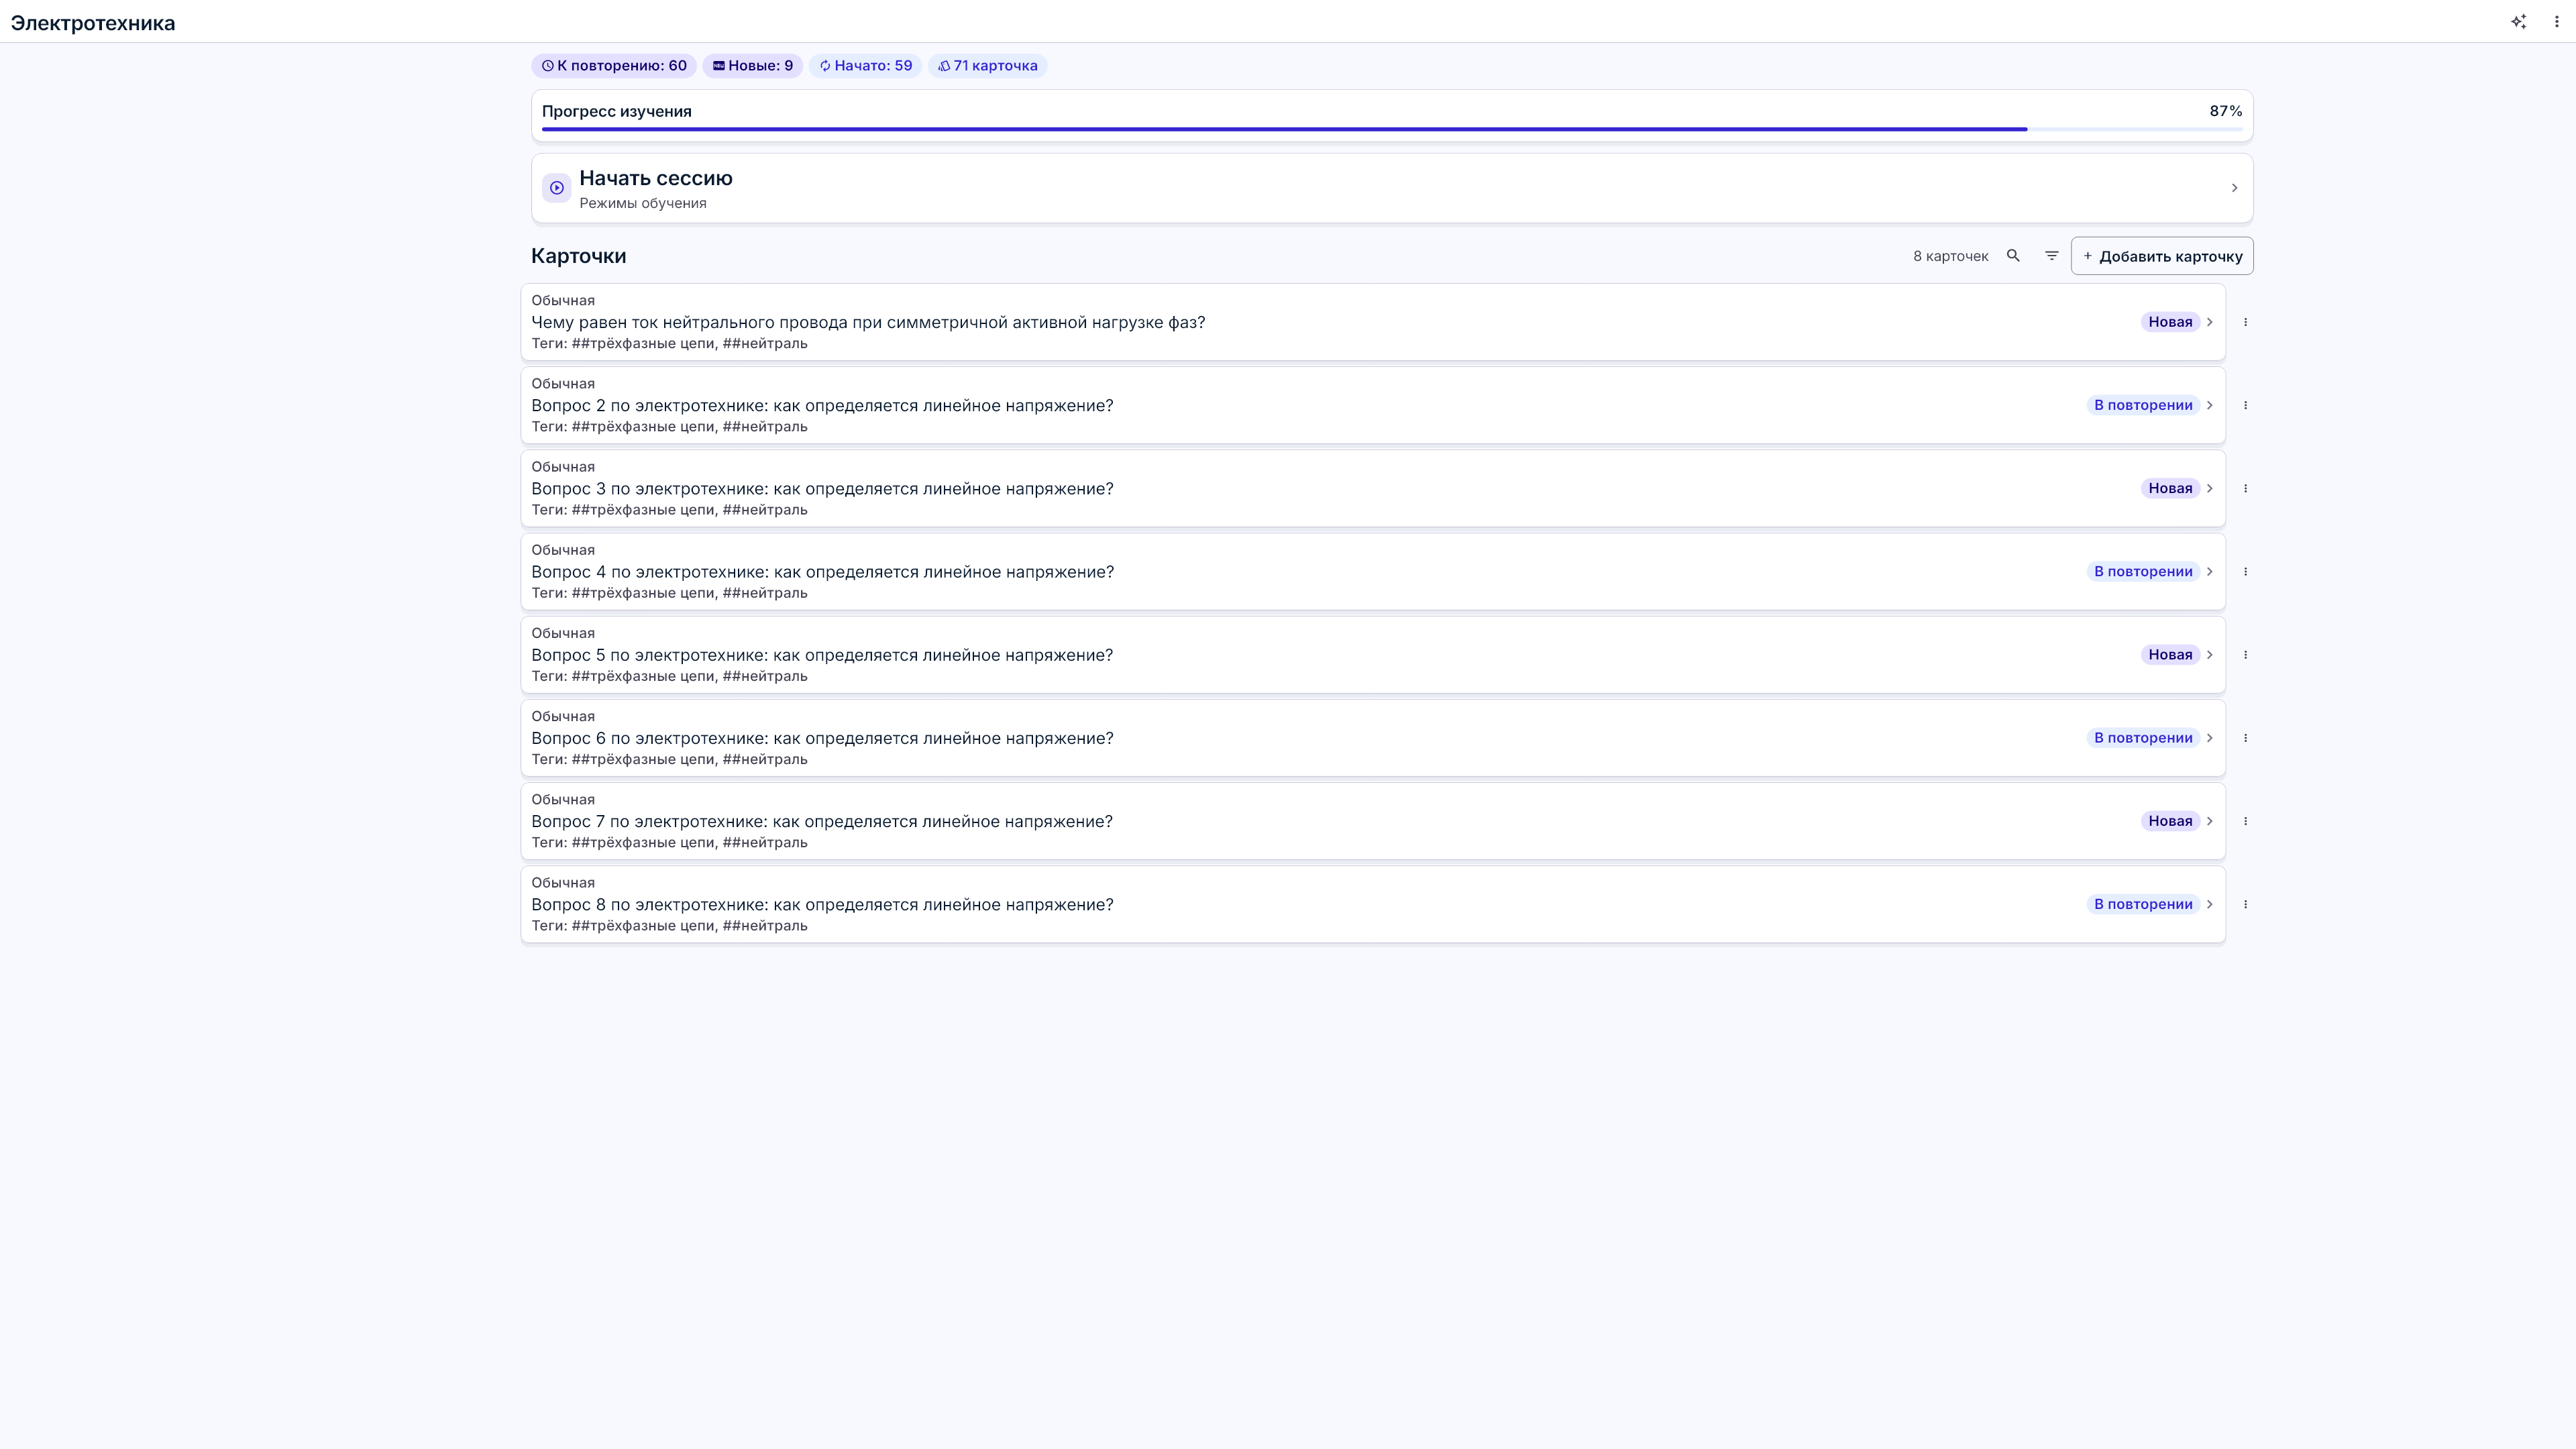 Электротехника
К повторению: 60
Новые: 9
Начато: 59
71 карточка
Прогресс изучения
87%
Начать сессию
Режимы обучения
Карточки
8 карточек
+ Добавить карточку
Обычная
Чему равен ток нейтрального провода при симметричной активной нагрузке фаз?
Теги: ##трёхфазные цепи, ##нейтраль
Новая
Обычная
Вопрос 2 по электротехнике: как определяется линейное напряжение?
Теги: ##трёхфазные цепи, ##нейтраль
В повторении
Обычная
Вопрос 3 по электротехнике: как определяется линейное напряжение?
Теги: ##трёхфазные цепи, ##нейтраль
Новая
Обычная
Вопрос 4 по электротехнике: как определяется линейное напряжение?
Теги: ##трёхфазные цепи, ##нейтраль
В повторении
Обычная
Вопрос 5 по электротехнике: как определяется линейное напряжение?
Теги: ##трёхфазные цепи, ##нейтраль
Новая
Обычная
Вопрос 6 по электротехнике: как определяется линейное напряжение?
Теги: ##трёхфазные цепи, ##нейтраль
В повторении
Обычная
Вопрос 7 по электротехнике: как определяется линейное напряжение?
Теги: ##трёхфазные цепи, ##нейтраль
Новая
Обычная
Вопрос 8 по электротехнике: как определяется линейное напряжение?
Теги: ##трёхфазные цепи, ##нейтраль
В повторении